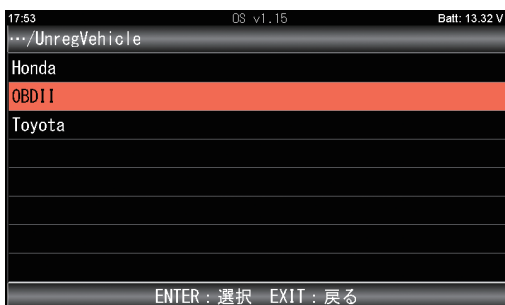 17:53 OS v1.15 Batt: 13.32 V
…/UnregVehicle
Honda
OBDII
Toyota
ENTER：選択 EXIT：戻る